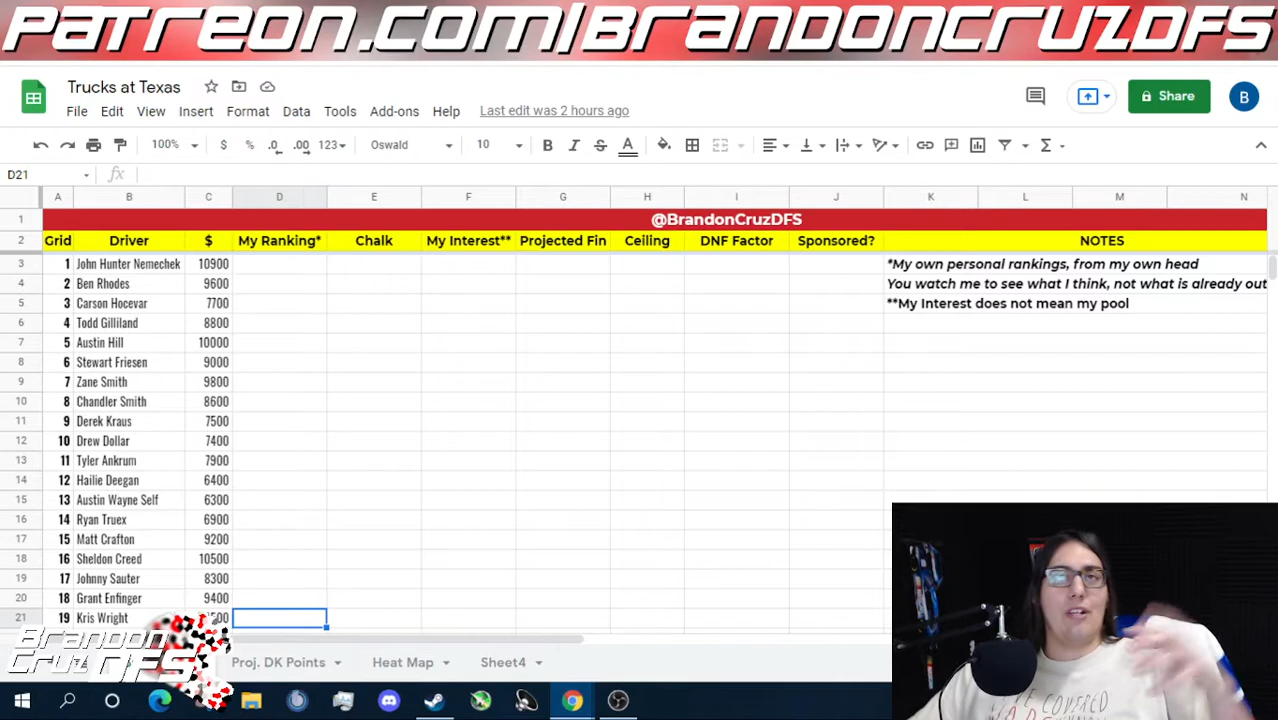 Patreon.com/BrandonCruzDFS
Trucks at Texas
File Edit View Insert Format Data Tools Add-ons Help Last edit was 2 hours ago
Share
B
100% $ % .0 .00 123 Oswald 10 B I S A
D21 fx
A B C D E F G H I J K L M N
1 @BrandonCruzDFS
2 Grid Driver $ My Ranking* Chalk My Interest** Projected Fin Ceiling DNF Factor Sponsored? NOTES
3 1 John Hunter Nemechek 10900 *My own personal rankings, from my own head
4 2 Ben Rhodes 9600 You watch me to see what I think, not what is already out
5 3 Carson Hocevar 7700 **My Interest does not mean my pool
6 4 Todd Gilliland 8800
7 5 Austin Hill 10000
8 6 Stewart Friesen 9000
9 7 Zane Smith 9800
10 8 Chandler Smith 8600
11 9 Derek Kraus 7500
12 10 Drew Dollar 7400
13 11 Tyler Ankrum 7900
14 12 Hailie Deegan 6400
15 13 Austin Wayne Self 6300
16 14 Ryan Truex 6900
17 15 Matt Crafton 9200
18 16 Sheldon Creed 10500
19 17 Johnny Sauter 8300
20 18 Grant Enfinger 9400
21 19 Kris Wright
Brandon
CruzDFS
Proj. DK Points Heat Map Sheet4
COVERED